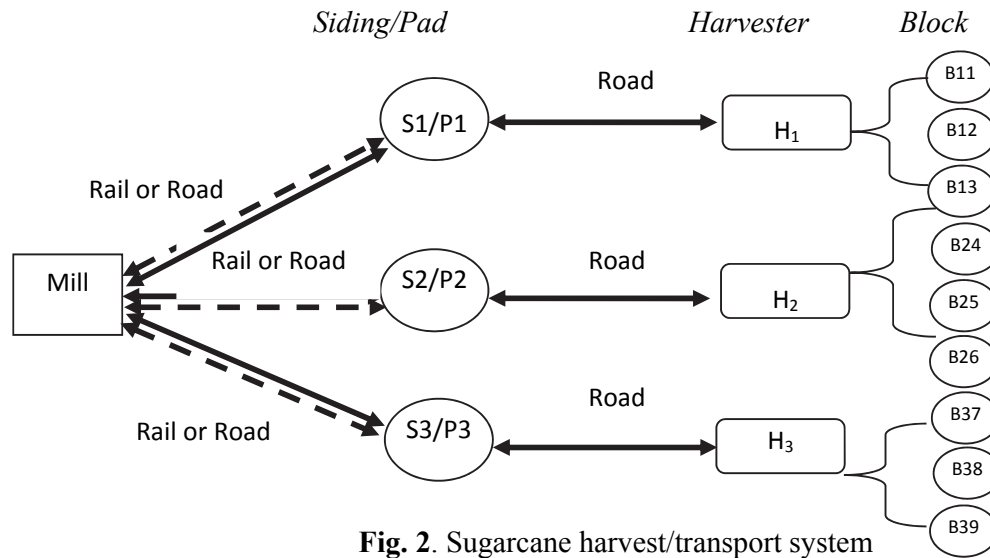 Siding/Pad Harvester Block
B11
Road
S1/P1
H₁
B12
Rail or Road
B13
Mill
Rail or Road
S2/P2
Road
H₂
B24
B25
B26
Rail or Road
S3/P3
Road
H₃
B37
B38
B39
Fig. 2. Sugarcane harvest/transport system